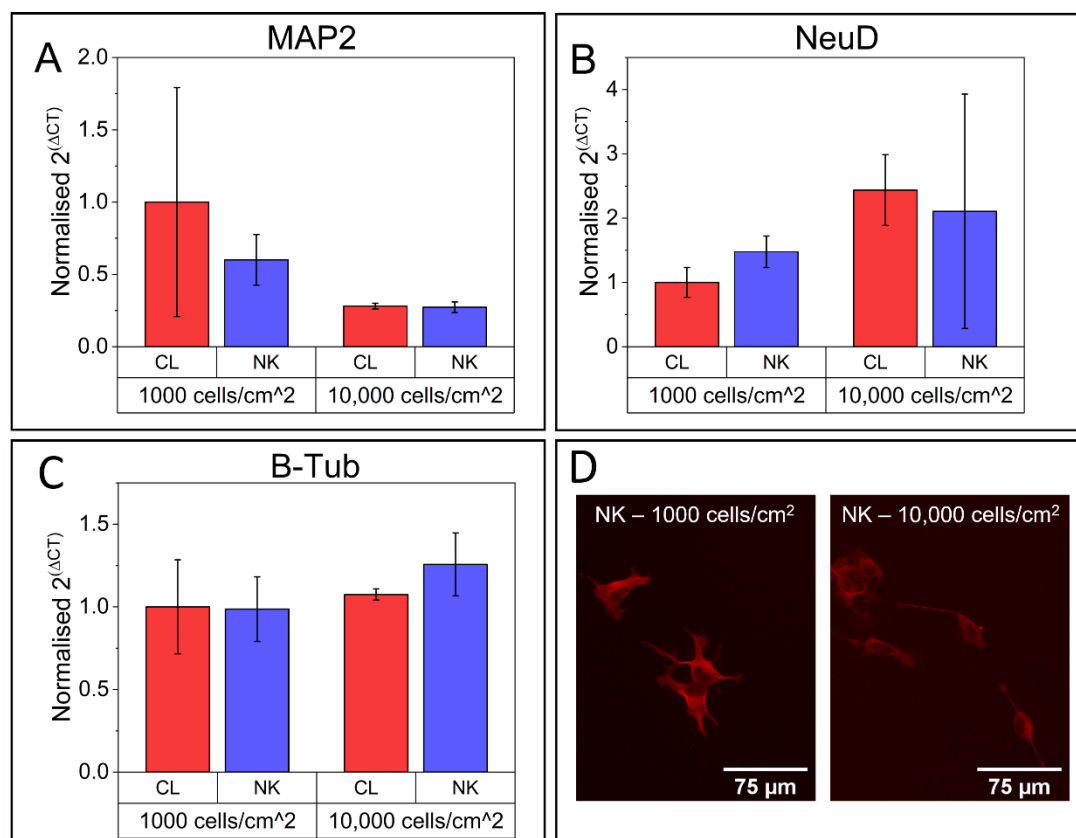 A
MAP2
Normalised 2^(ΔCT)
2.0
1.5
1.0
0.5
0.0
CL NK CL NK
1000 cells/cm^2 10,000 cells/cm^2
B
NeuD
Normalised 2^(ΔCT)
4
3
2
1
0
CL NK CL NK
1000 cells/cm^2 10,000 cells/cm^2
C
B-Tub
Normalised 2^(ΔCT)
1.5
1.0
0.5
0.0
CL NK CL NK
1000 cells/cm^2 10,000 cells/cm^2
D
NK – 1000 cells/cm²
75 µm
NK – 10,000 cells/cm²
75 µm